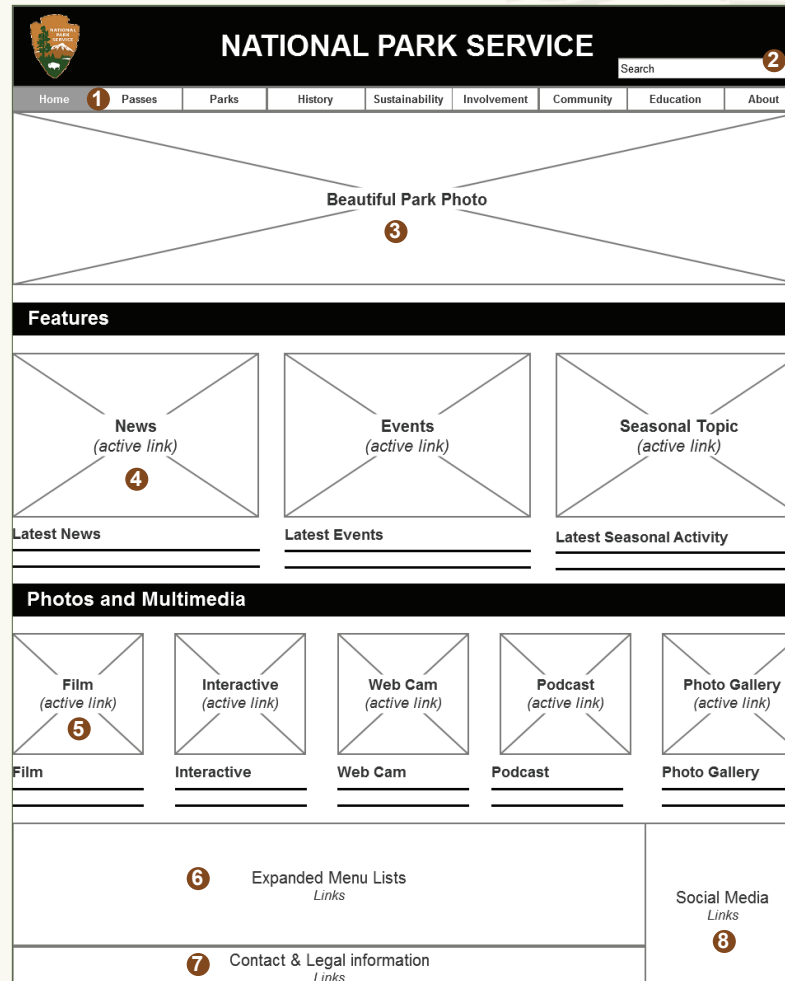 NATIONAL
PARK
SERVICE
NATIONAL PARK SERVICE
2
Search
Home 1 Passes Parks History Sustainability Involvement Community Education About
Beautiful Park Photo
3
Features
News Events Seasonal Topic
(active link) (active link) (active link)
4
Latest News Latest Events Latest Seasonal Activity
Photos and Multimedia
Film Interactive Web Cam Podcast Photo Gallery
(active link) (active link) (active link) (active link) (active link)
5
Film Interactive Web Cam Podcast Photo Gallery
6 Expanded Menu Lists
Links
Social Media
Links
8
7 Contact & Legal information
Links